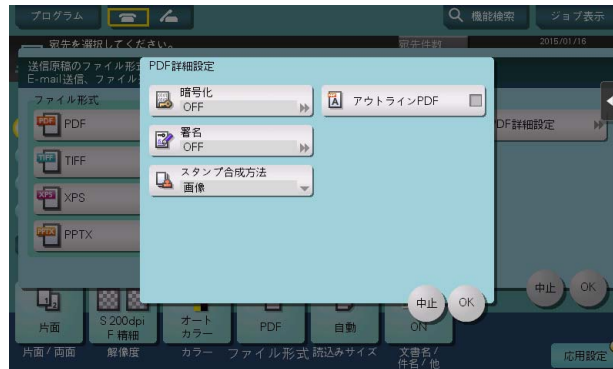 プログラム
機能検索
ジョブ表示
宛先を選択してください。
宛先件数
2015/01/16
送信原稿のファイル形
E-mail送信、ファイル
PDF詳細設定
ファイル形式
暗号化
OFF
アウトラインPDF
PDF
署名
OFF
DF詳細設定
TIFF
スタンプ合成方法
画像
XPS
PPTX
中止
OK
中止
OK
片面
S 200dpi
F 精細
オート
カラー
PDF
自動
ON
片面/両面
解像度
カラー
ファイル形式
読込みサイズ
文書名/
件名/他
応用設定